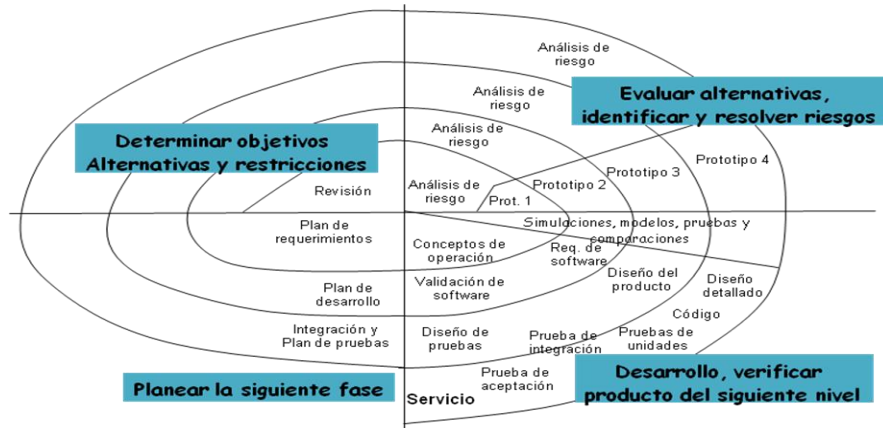 Análisis de
riesgo
Análisis de
riesgo
Evaluar alternativas,
identificar y resolver riesgos
Determinar objetivos
Alternativas y restricciones
Análisis de
riesgo
Prototipo 4
Prototipo 3
Revisión
Análisis de
riesgo
Prototipo 2
Prot. 1
Plan de
requerimientos
Simulaciones, modelos, pruebas y
comparaciones
Conceptos de
operación
Req. de
software
Diseño del
producto
Diseño
detallado
Plan de
desarrollo
Validación de
software
Código
Integración y
Plan de pruebas
Diseño de
pruebas
Prueba de
integración
Pruebas de
unidades
Planear la siguiente fase
Servicio
Prueba de
aceptación
Desarrollo, verificar
producto del siguiente nivel